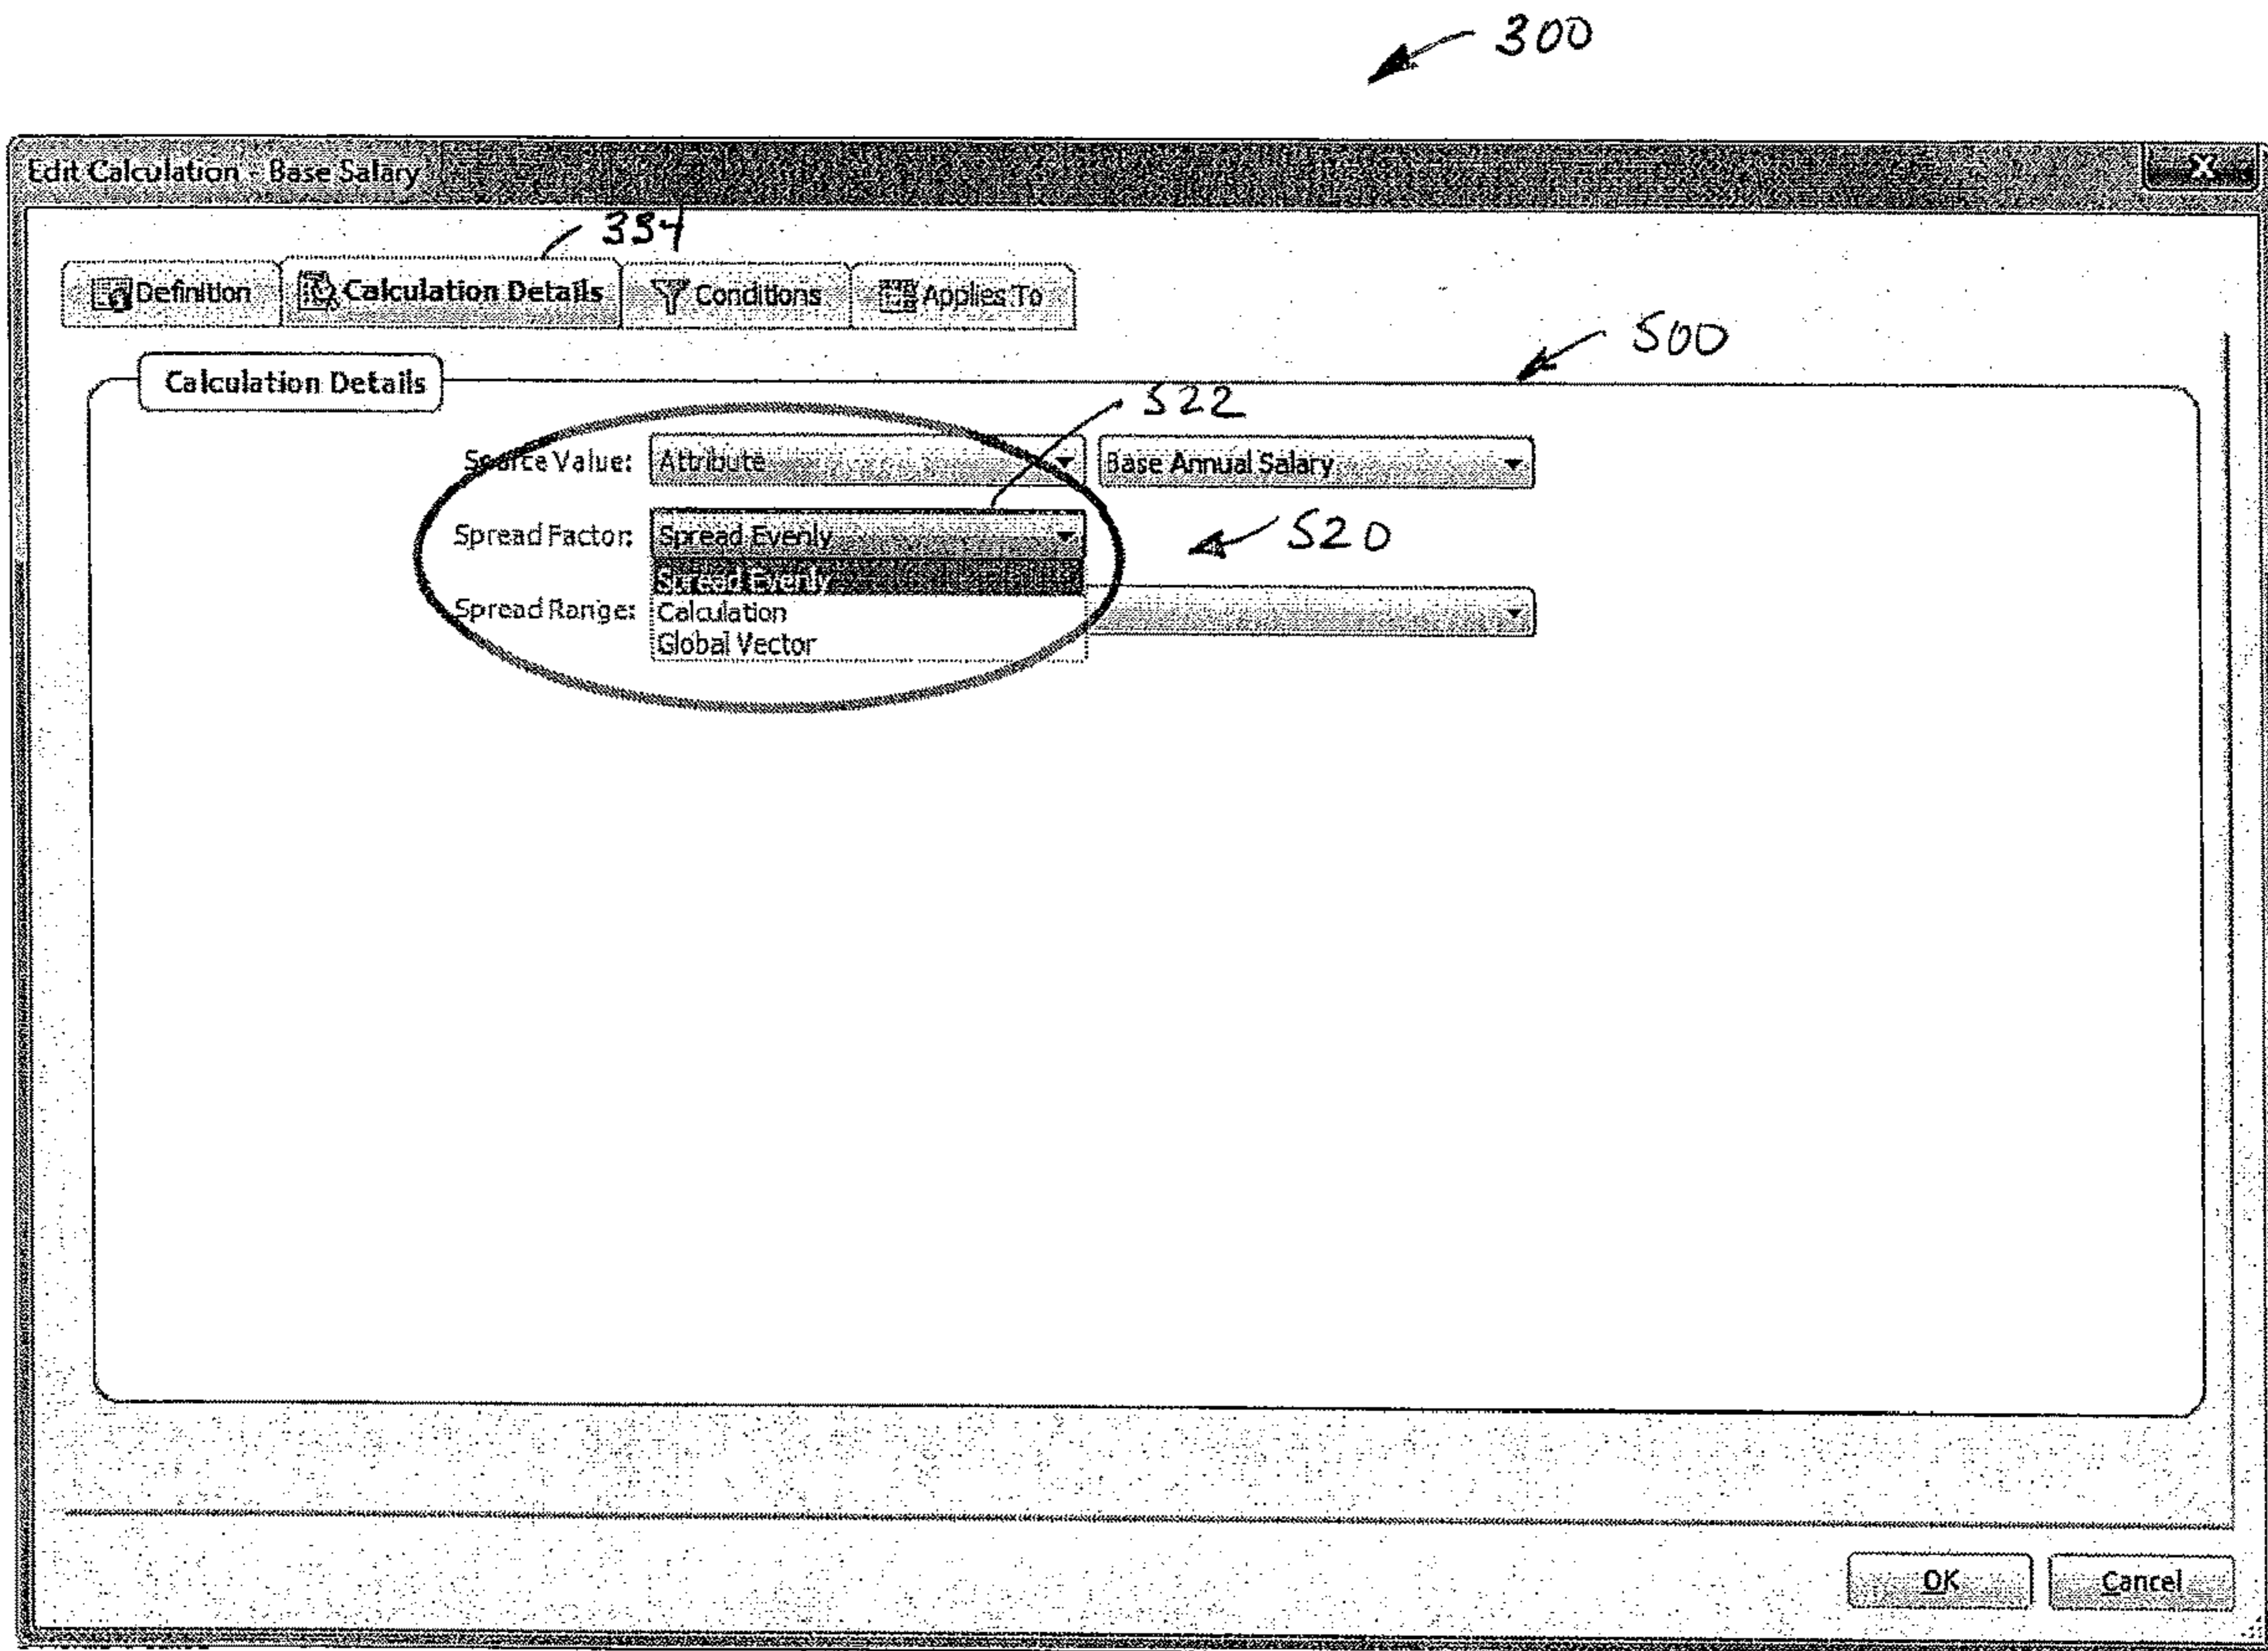 300
Edit Calculation - Base Salary
X
334
Definition Calculation Details Conditions Applies To
500
Calculation Details
522
Source Value: Attribute Base Annual Salary
Spread Factor: Spread Evenly
520
Spread Evenly
Spread Range: Calculation
Global Vector
OK Cancel